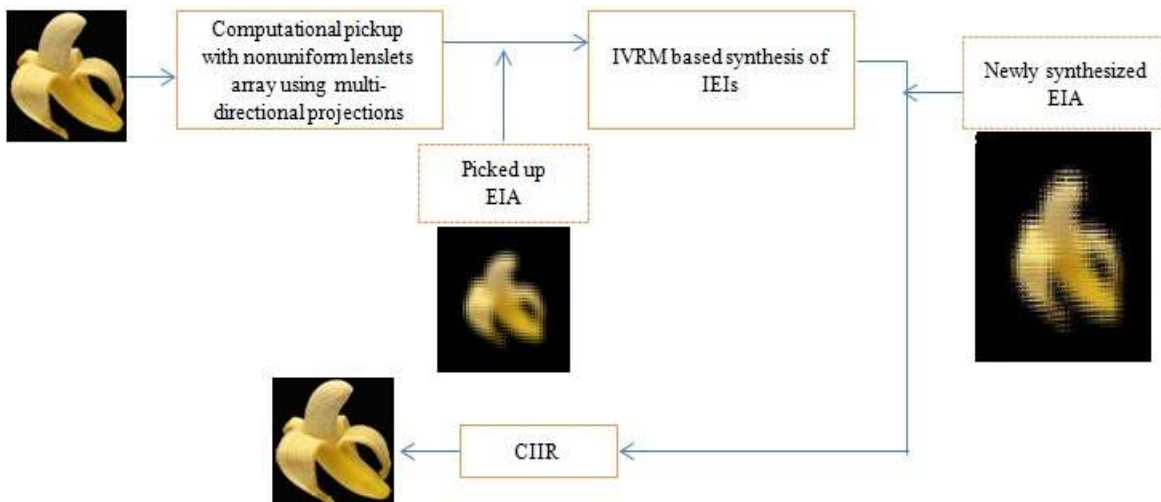 Computational pickup
with nonuniform lenslets
array using multi-
directional projections
IVRM based synthesis of
IEIs
Newly synthesized
EIA
Picked up
EIA
CIIR